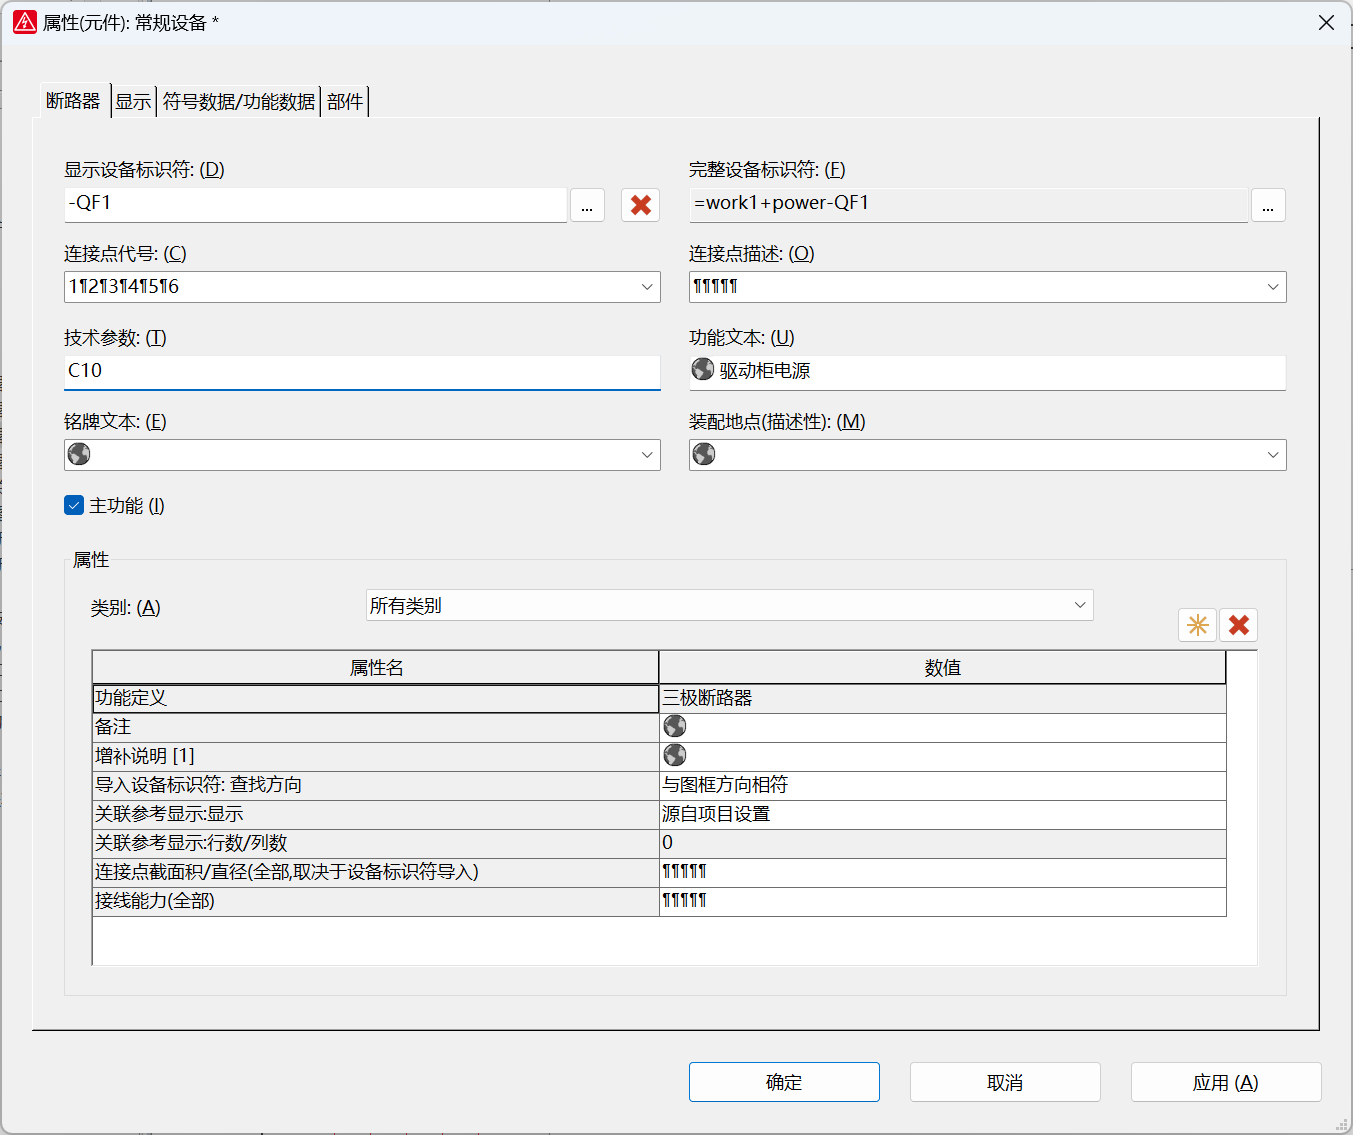 属性(元件): 常规设备 *
断路器 显示 符号数据/功能数据 部件
显示设备标识符: (D) 完整设备标识符: (F)
-QF1 ... =work1+power-QF1 ...
连接点代号: (C) 连接点描述: (O)
1¶2¶3¶4¶5¶6 ¶¶¶¶¶
技术参数: (T) 功能文本: (U)
C10 驱动柜电源
铭牌文本: (E) 装配地点(描述性): (M)
主功能 (I)
属性
类别: (A) 所有类别
属性名 数值
功能定义 三极断路器
备注
增补说明 [1]
导入设备标识符: 查找方向 与图框方向相符
关联参考显示:显示 源自项目设置
关联参考显示:行数/列数 0
连接点截面积/直径(全部,取决于设备标识符导入) ¶¶¶¶¶
接线能力(全部) ¶¶¶¶¶
确定 取消 应用 (A)